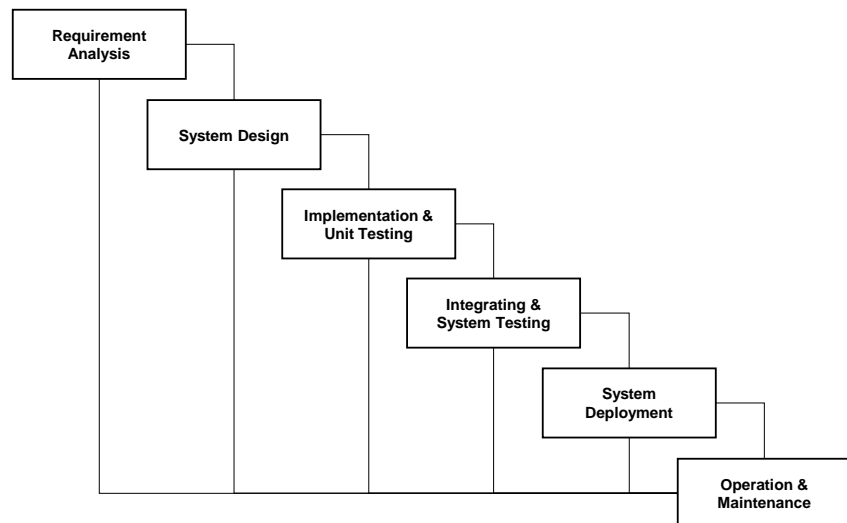 Requirement
Analysis
System Design
Implementation &
Unit Testing
Integrating &
System Testing
System
Deployment
Operation &
Maintenance